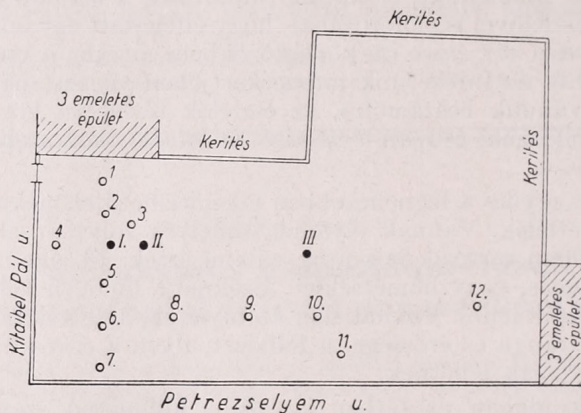 Kerítés
3 emeletes
épület
Kerítés
Kerítés
1
2
3
4
I.
II.
III
5
6.
7.
8.
9.
10.
11.
12.
Kitaibel Pál u.
3 emeletes
épület
Petrezselyem u.